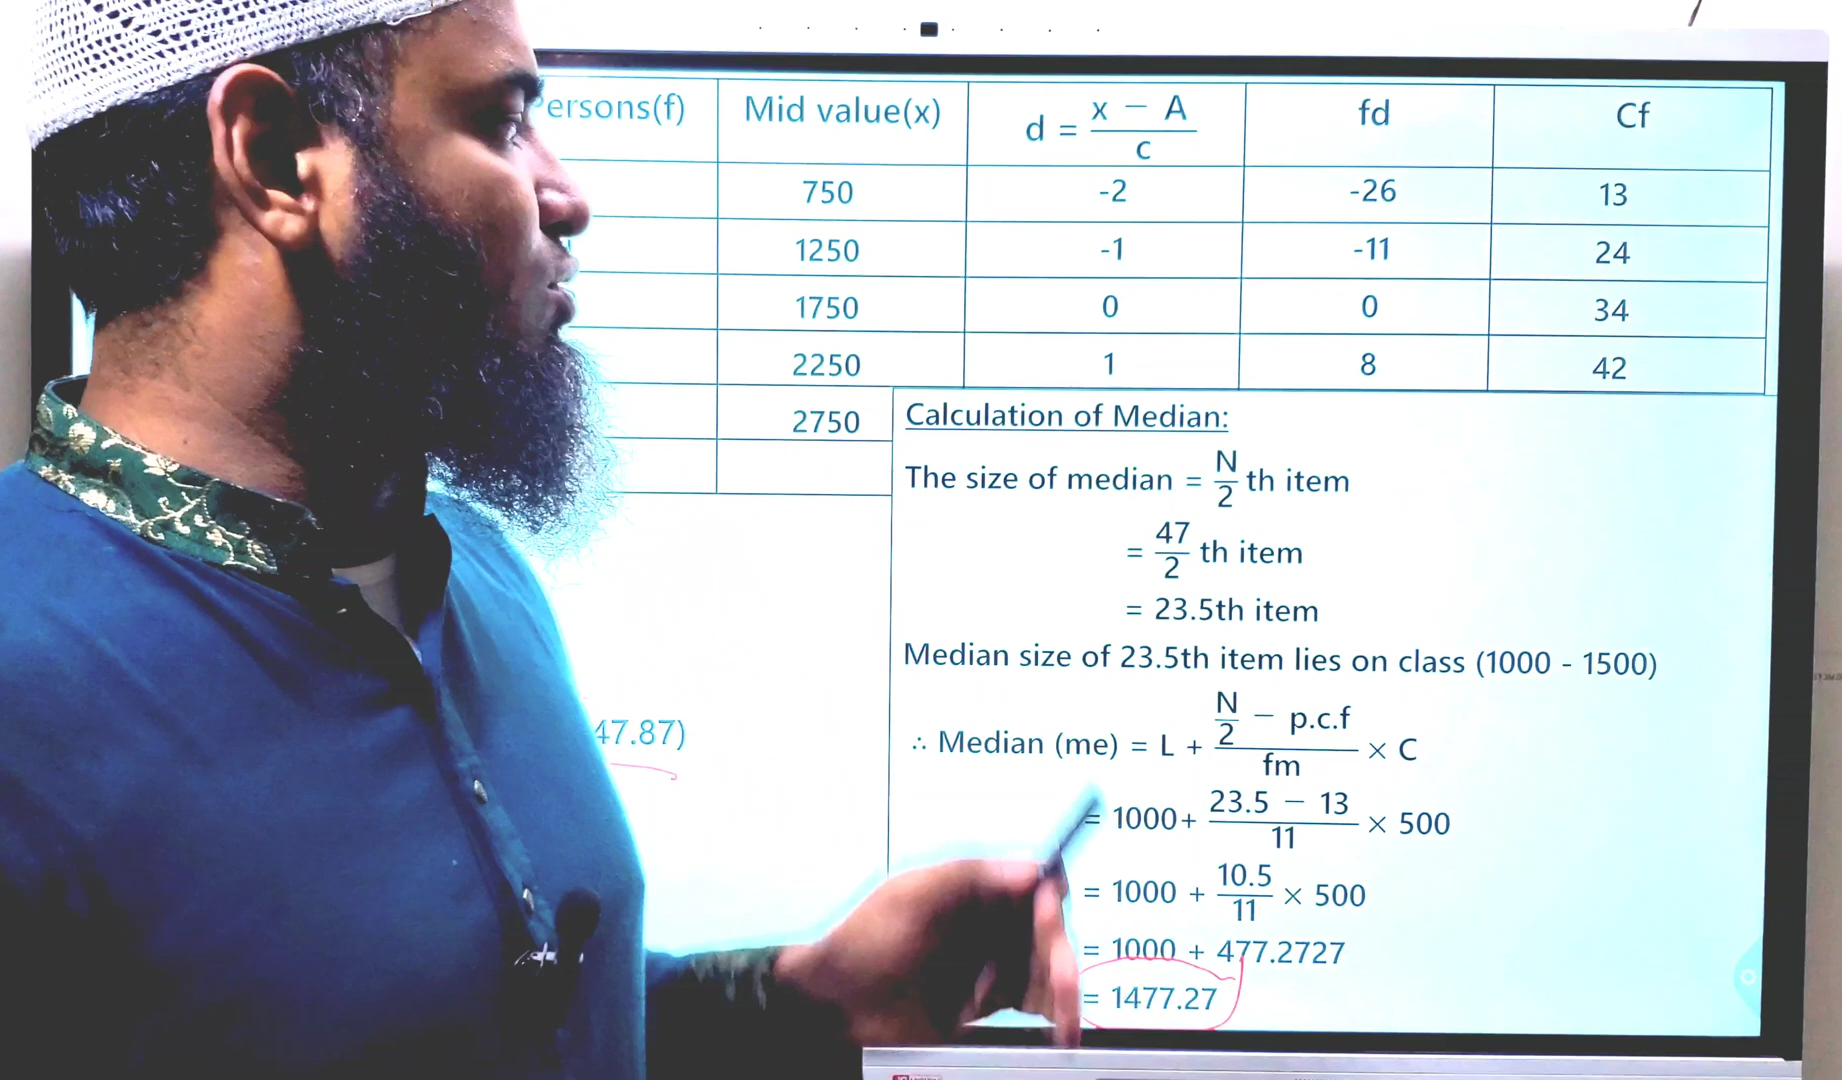 ersons(f) Mid value(x) d = x − A / c fd Cf
750 -2 -26 13
1250 -1 -11 24
1750 0 0 34
2250 1 8 42
2750
Calculation of Median:
The size of median = N/2 th item
= 47/2 th item
= 23.5th item
Median size of 23.5th item lies on class (1000 - 1500)
∴ Median (me) = L + N/2 − p.c.f / fm × C
= 1000+ 23.5 − 13 / 11 × 500
= 1000 + 10.5/11 × 500
= 1000 + 477.2727
= 1477.27
47.87)